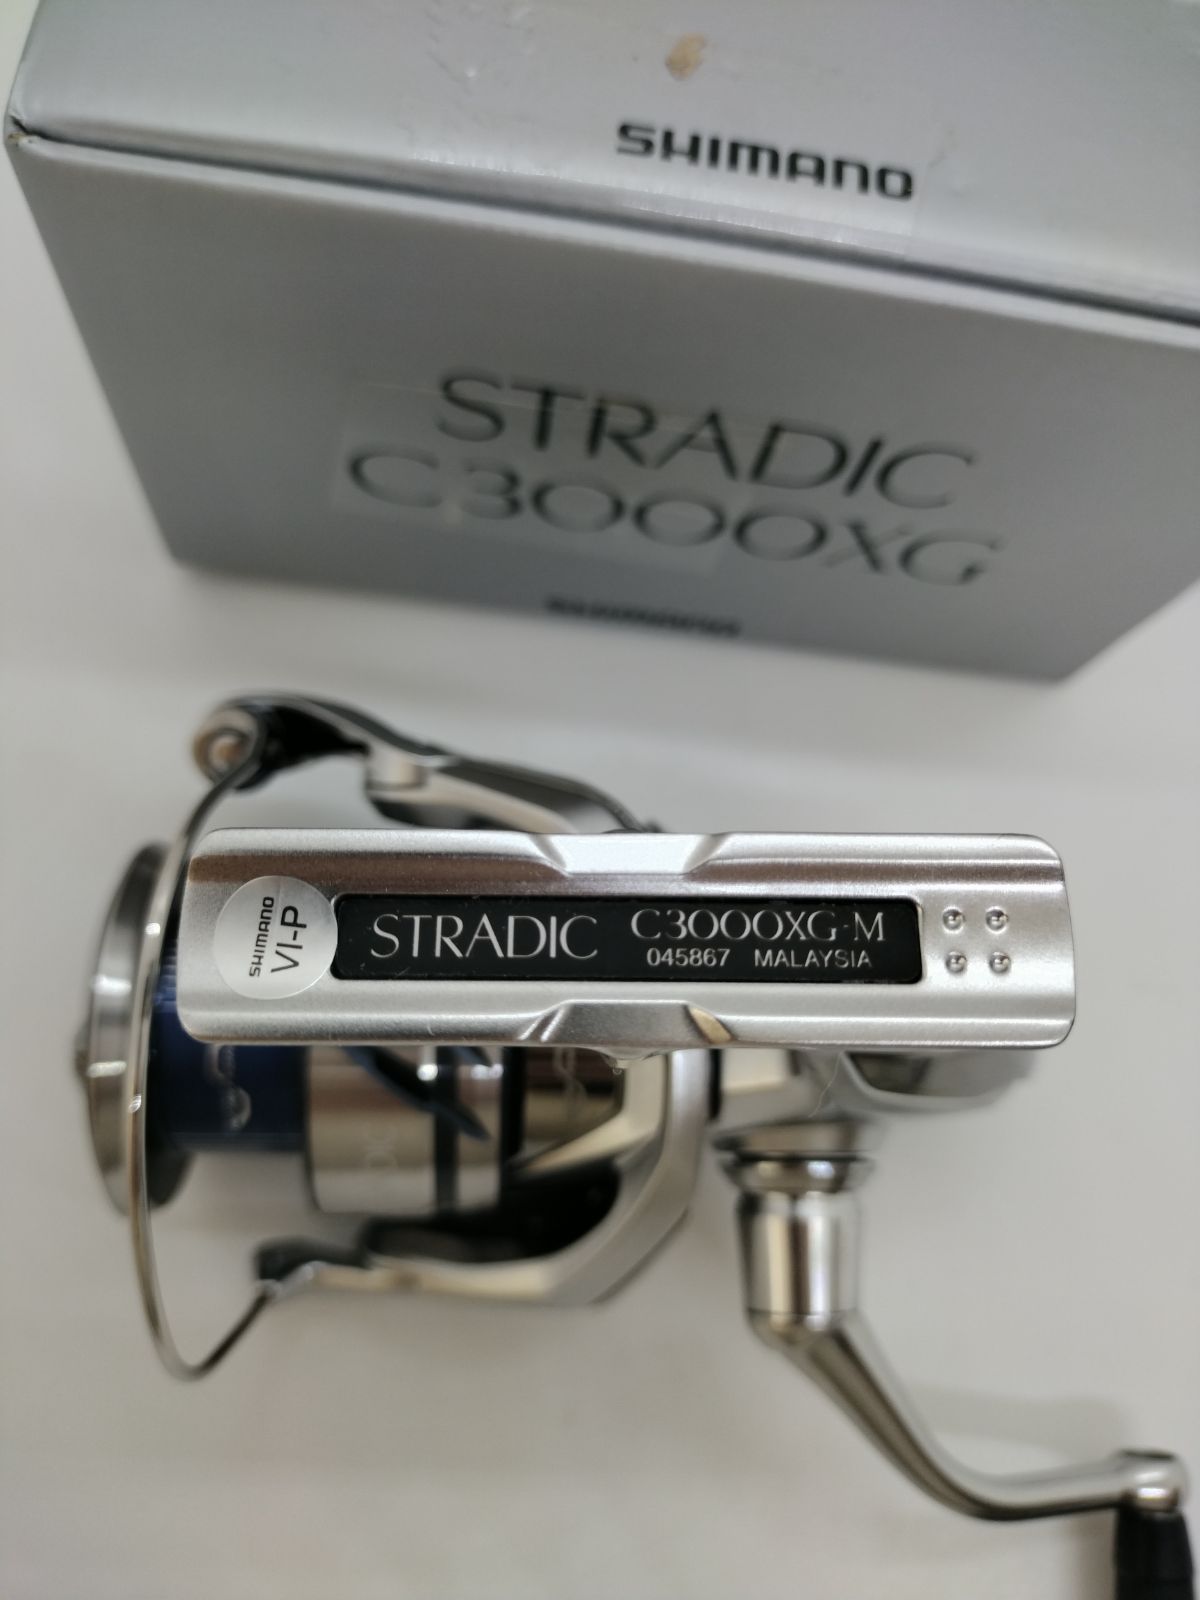 SHIMANO
STRADIC
C3000XG
SHIMANO
VI-P
STRADIC C3000XG-M
045867 MALAYSIA